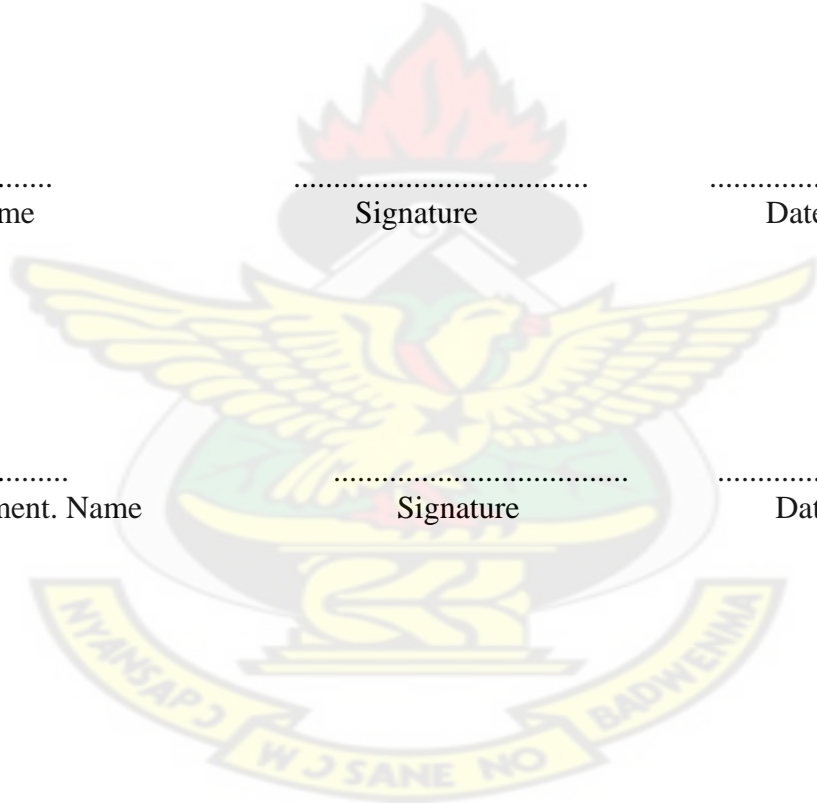 ....... .................................... ..............
me Signature Date
......... .................................... ............
ment. Name Signature Dat
NYANSAPƆ WƆSANE NO BADWENMA